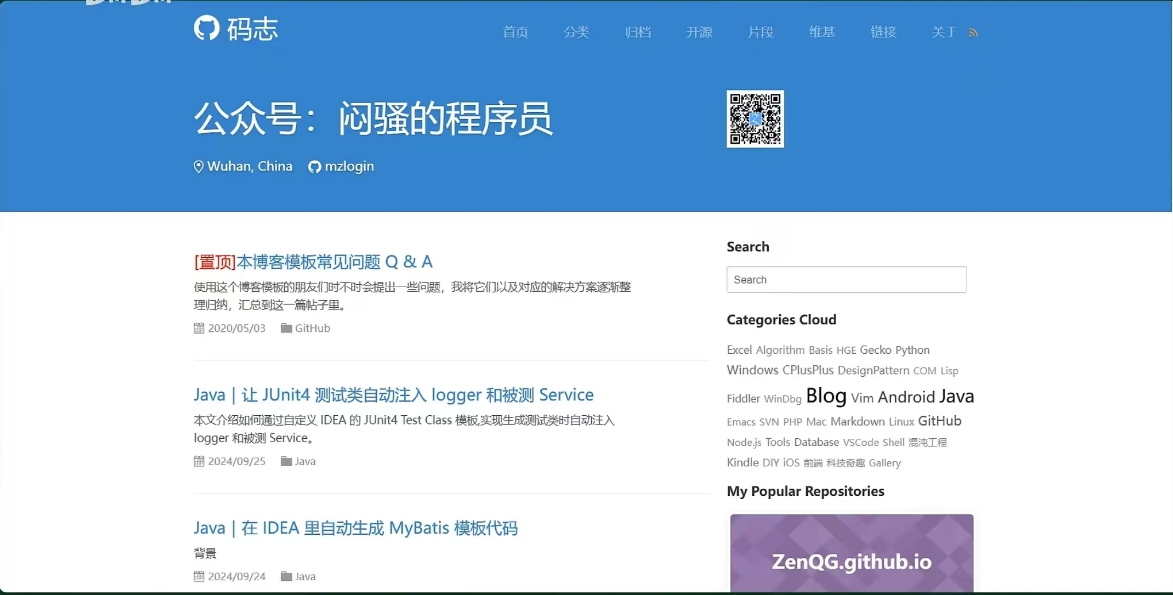 码志
首页 分类 归档 开源 片段 维基 链接 关于
公众号：闷骚的程序员
Wuhan, China mzlogin
[置顶]本博客模板常见问题 Q & A
使用这个博客模板的朋友们时不时会提出一些问题，我将它们以及对应的解决方案逐渐整
理归纳，汇总到这一篇帖子里。
2020/05/03 GitHub
Java｜让 JUnit4 测试类自动注入 logger 和被测 Service
本文介绍如何通过自定义 IDEA 的 JUnit4 Test Class 模板,实现生成测试类时自动注入
logger 和被测 Service。
2024/09/25 Java
Java｜在 IDEA 里自动生成 MyBatis 模板代码
背景
2024/09/24 Java
Search
Search
Categories Cloud
Excel Algorithm Basis HGE Gecko Python
Windows CPlusPlus DesignPattern COM Lisp
Fiddler WinDbg Blog Vim Android Java
Emacs SVN PHP Mac Markdown Linux GitHub
Node.js Tools Database VSCode Shell 混沌工程
Kindle DIY iOS 前端 科技奇趣 Gallery
My Popular Repositories
ZenQG.github.io